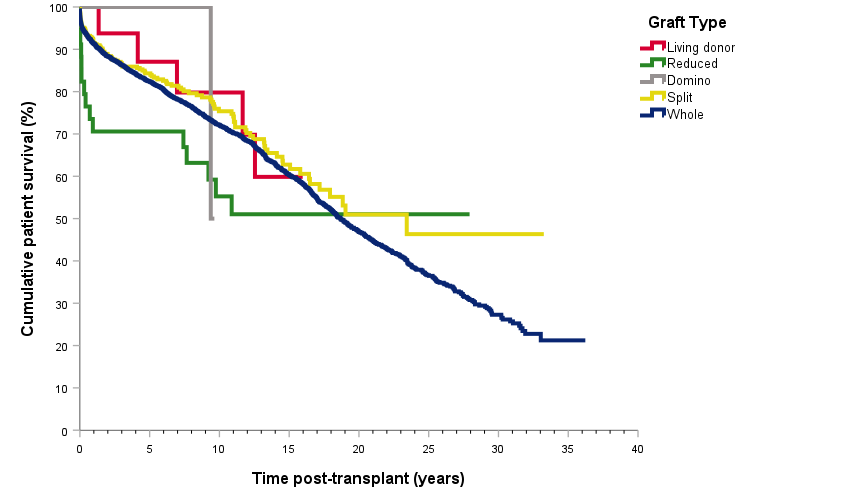 Graft Type
Living donor
Reduced
Domino
Split
Whole
Cumulative patient survival (%)
100
90
80
70
60
50
40
30
20
10
0
0 5 10 15 20 25 30 35 40
Time post-transplant (years)